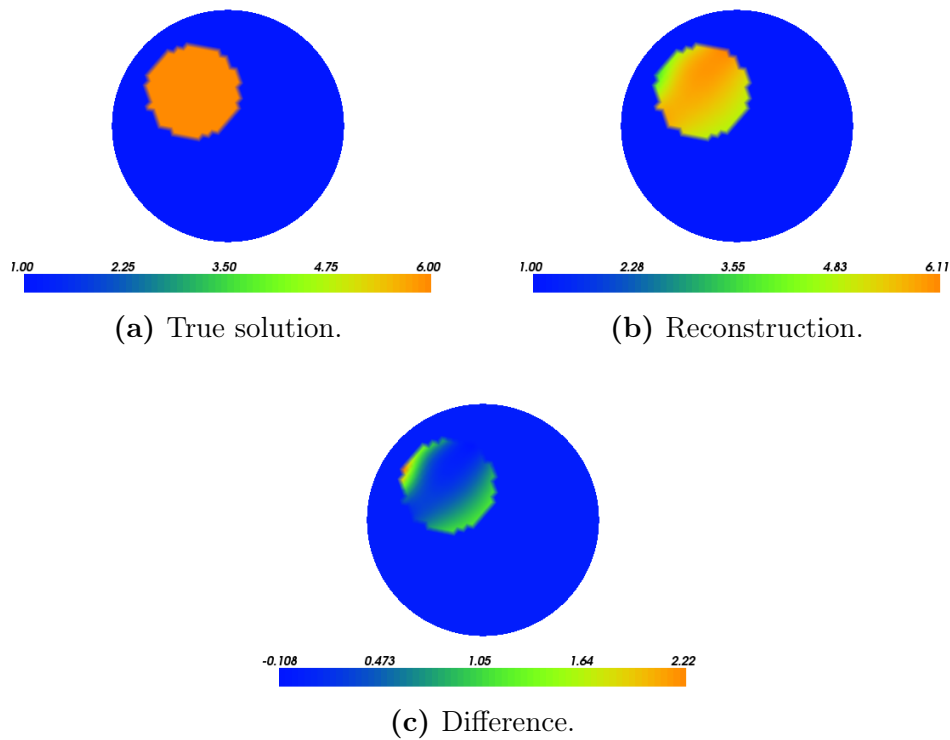 1.00 2.25 3.50 4.75 6.00
1.00 2.28 3.55 4.83 6.11
(a) True solution.
(b) Reconstruction.
-0.108 0.473 1.05 1.64 2.22
(c) Difference.